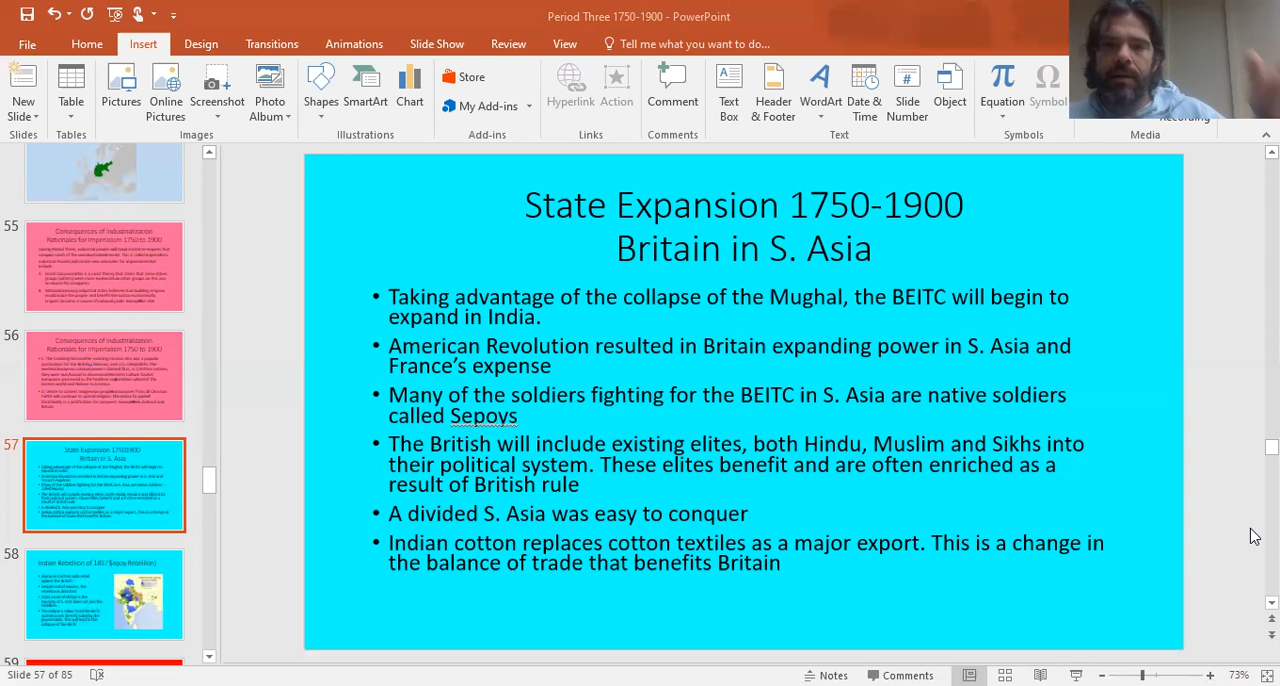 Period Three 1750-1900 - PowerPoint
File Home Insert Design Transitions Animations Slide Show Review View Tell me what you want to do...
New Slide Table Pictures Online Pictures Screenshot Photo Album Shapes SmartArt Chart Store My Add-ins Hyperlink Action Comment Text Box Header & Footer WordArt Date & Time Slide Number Object Equation Symbol
Slides Tables Images Illustrations Add-ins Links Comments Text Symbols Media
55
Consequences of Industrialization
Rationales for Imperialism 1750 to 1900
56
Consequences of Industrialization
Rationales for Imperialism 1750 to 1900
57
58
Indian Rebellion of 1857 (Sepoy Rebellion)
59
State Expansion 1750-1900
Britain in S. Asia
• Taking advantage of the collapse of the Mughal, the BEITC will begin to
expand in India.
• American Revolution resulted in Britain expanding power in S. Asia and
France's expense
• Many of the soldiers fighting for the BEITC in S. Asia are native soldiers
called Sepoys
• The British will include existing elites, both Hindu, Muslim and Sikhs into
their political system. These elites benefit and are often enriched as a
result of British rule
• A divided S. Asia was easy to conquer
• Indian cotton replaces cotton textiles as a major export. This is a change in
the balance of trade that benefits Britain
Slide 57 of 85 Notes Comments 73%